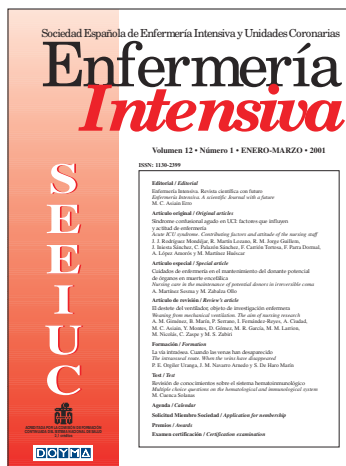 Sociedad Española de Enfermería Intensiva y Unidades Coronarias
Enfermería
Intensiva
Volumen 12 • Número 1 • ENERO-MARZO • 2001
ISSN: 1130-2399
SEEIUC
Editorial / Editorial
Enfermería Intensiva. Revista científica con futuro
Enfermería Intensiva. A scientific Journal with a future
M. C. Asiain Erro
Artículo original / Original articles
Síndrome confusional agudo en UCI: factores que influyen
y actitud de enfermería
Acute ICU syndrome. Contributing factors and attitude of the nursing staff
J. J. Rodríguez Mondéjar, R. Martín Lozano, R. M. Jorge Guillem,
J. Iniesta Sánchez, C. Palazón Sánchez, F. Carrión Tortosa, F. Parra Dormal,
A. López Amorós y M. Martínez Hudscar
Artículo especial / Special article
Cuidados de enfermería en el mantenimiento del donante potencial
de órganos en muerte encefálica
Nursing care in the maintenance of potential donors in irreversible coma
A. Martínez Soona y M. Zabalza Ollo
Artículo de revisión / Review's article
El destete del ventilador, objeto de investigación enfermera
Weaning from mechanical ventilation. The aim of nursing research
A. M. Giménez, B. Marín, P. Serrano, J. Fernández-Reyes, A. Ciudad,
M. C. Asiain, Y. Montes, D. Gómez, M. R. García, M. M. Larrion,
M. Nicolás, C. Zaspe y M. S. Zahiri
Formación / Formation
La vía intraósea. Cuando las venas han desaparecido
The intraosseal route. When the veins have disappeared
P. E. Orgiler Uranga, J. M. Navarro Arnedo y S. De Haro Marín
Test / Test
Revisión de conocimientos sobre el sistema hematoinmunológico
Multiple choice questions on the hematological and immunological system
M. Cuenca Solanas
Agenda / Calendar
Solicitud Miembro Sociedad / Application for membership
Premios / Awards
Examen certificación / Certification examination
DOYMA